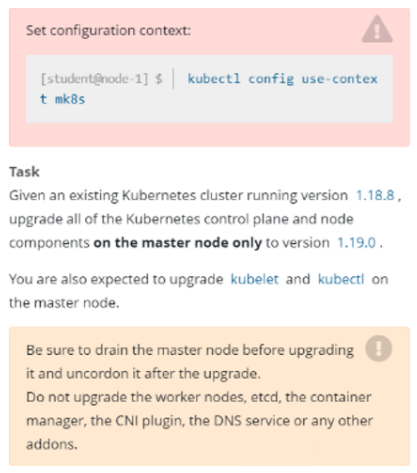 Set configuration context:
[student@node-1] $ | kubectl config use-contex
t mk8s
Task
Given an existing Kubernetes cluster running version 1.18.8 ,
upgrade all of the Kubernetes control plane and node
components on the master node only to version 1.19.0 .
You are also expected to upgrade kubelet and kubectl on
the master node.
Be sure to drain the master node before upgrading
it and uncordon it after the upgrade.
Do not upgrade the worker nodes, etcd, the container
manager, the CNI plugin, the DNS service or any other
addons.